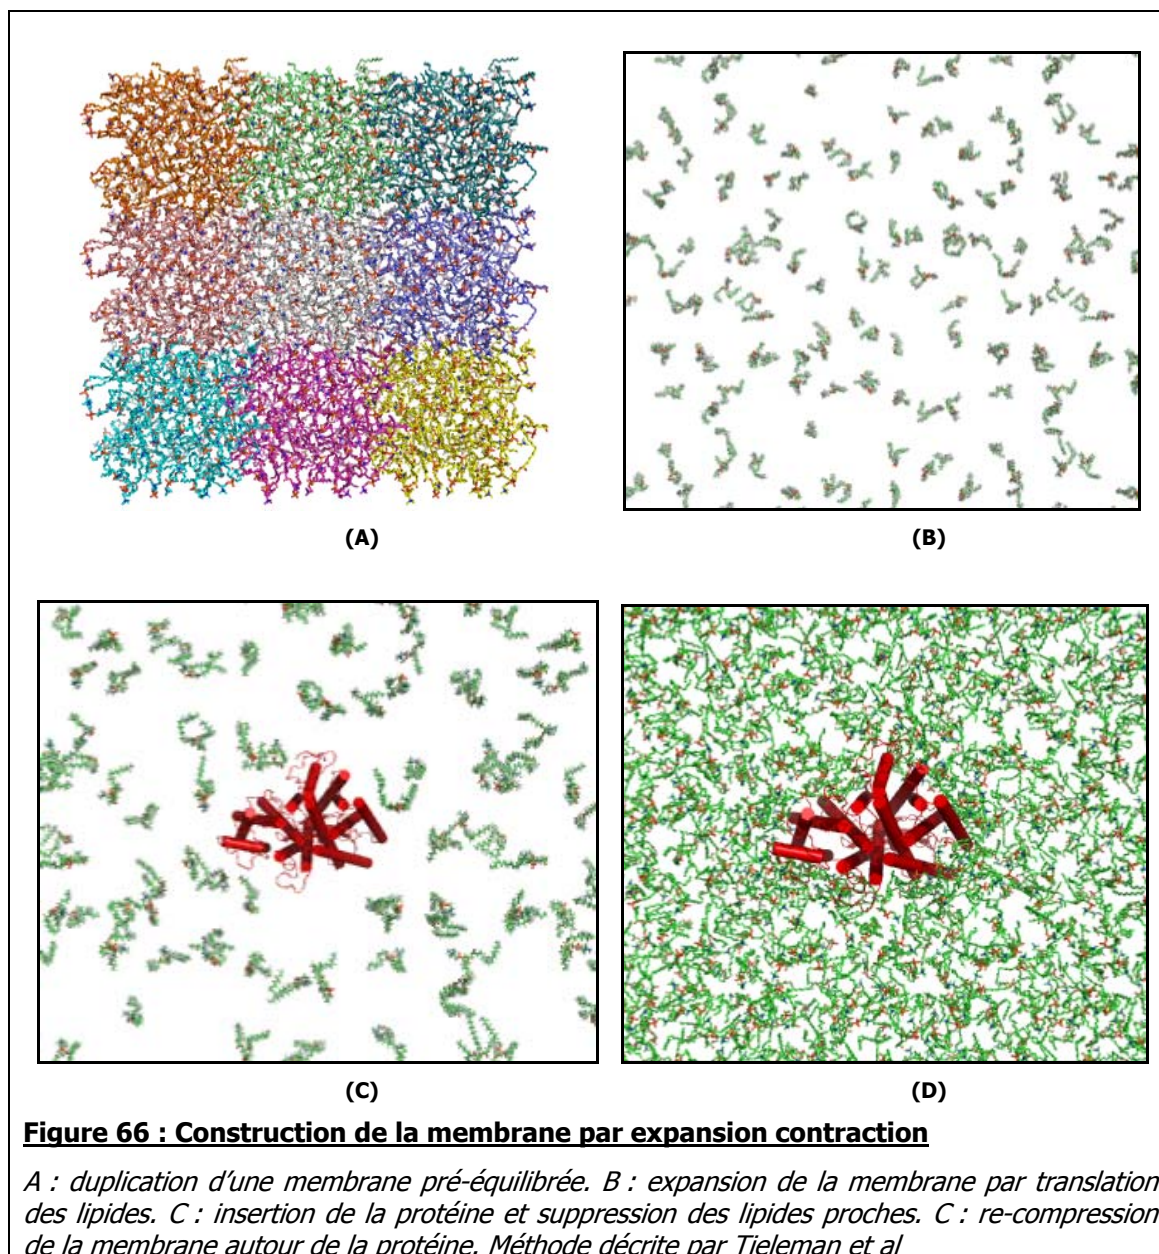 (A)
(B)
(C)
(D)
Figure 66 : Construction de la membrane par expansion contraction
A : duplication d’une membrane pré-équilibrée. B : expansion de la membrane par translation
des lipides. C : insertion de la protéine et suppression des lipides proches. C : re-compression
de la membrane autour de la protéine. Méthode décrite par Tieleman et al